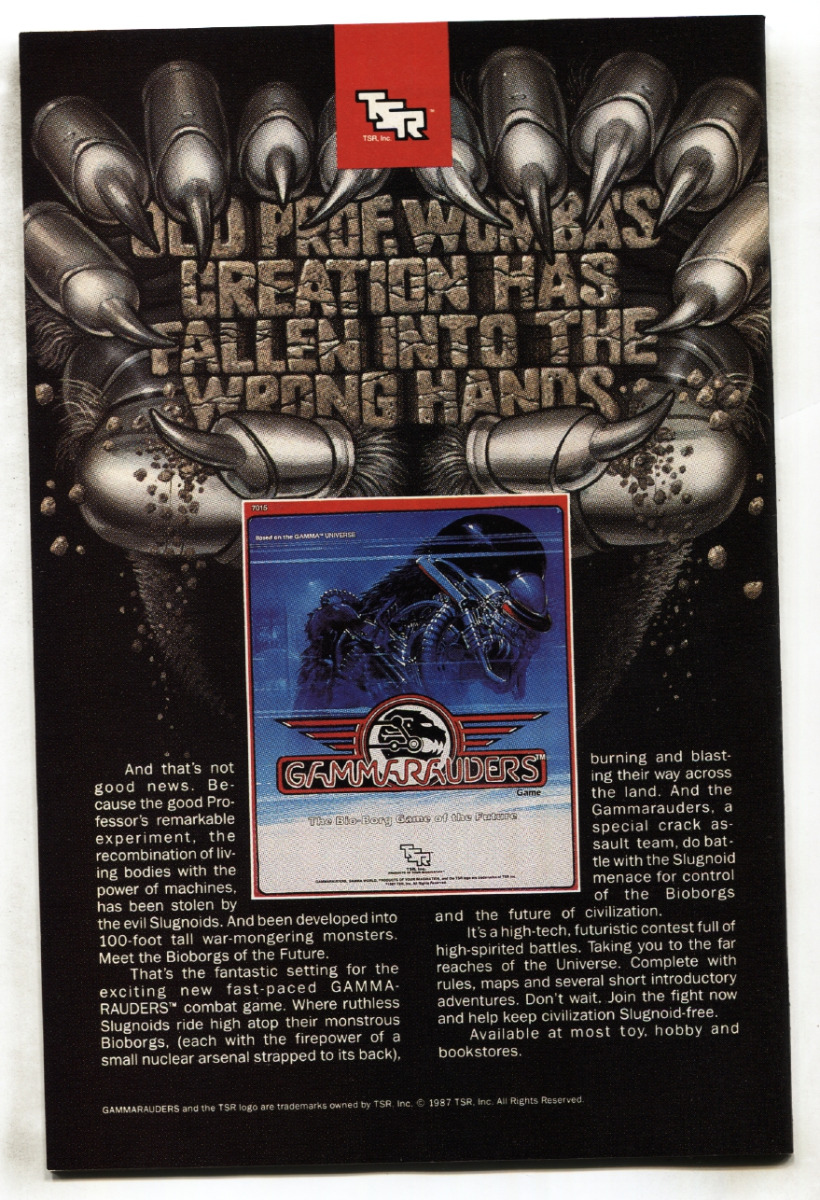 TSR™
TSR, Inc.
OLD PROF. WOMBA'S
CREATION HAS
FALLEN INTO THE
WRONG HANDS
7015
Based on the GAMMA™ UNIVERSE
GAMMARAUDERS™
Game
The Bio-Borg Game of the Future
TSR
TSR, Inc.
PRODUCTS OF YOUR IMAGINATION
And that's not
good news. Be-
cause the good Pro-
fessor's remarkable
experiment, the
recombination of liv-
ing bodies with the
power of machines,
has been stolen by
the evil Slugnoids. And been developed into
100-foot tall war-mongering monsters.
Meet the Bioborgs of the Future.
That's the fantastic setting for the
exciting new fast-paced GAMMA-
RAUDERS™ combat game. Where ruthless
Slugnoids ride high atop their monstrous
Bioborgs, (each with the firepower of a
small nuclear arsenal strapped to its back),
burning and blast-
ing their way across
the land. And the
Gammarauders, a
special crack as-
sault team, do bat-
tle with the Slugnoid
menace for control
of the Bioborgs
and the future of civilization.
It's a high-tech, futuristic contest full of
high-spirited battles. Taking you to the far
reaches of the Universe. Complete with
rules, maps and several short introductory
adventures. Don't wait. Join the fight now
and help keep civilization Slugnoid-free.
Available at most toy, hobby and
bookstores.
GAMMARAUDERS and the TSR logo are trademarks owned by TSR, Inc. © 1987 TSR, Inc. All Rights Reserved.